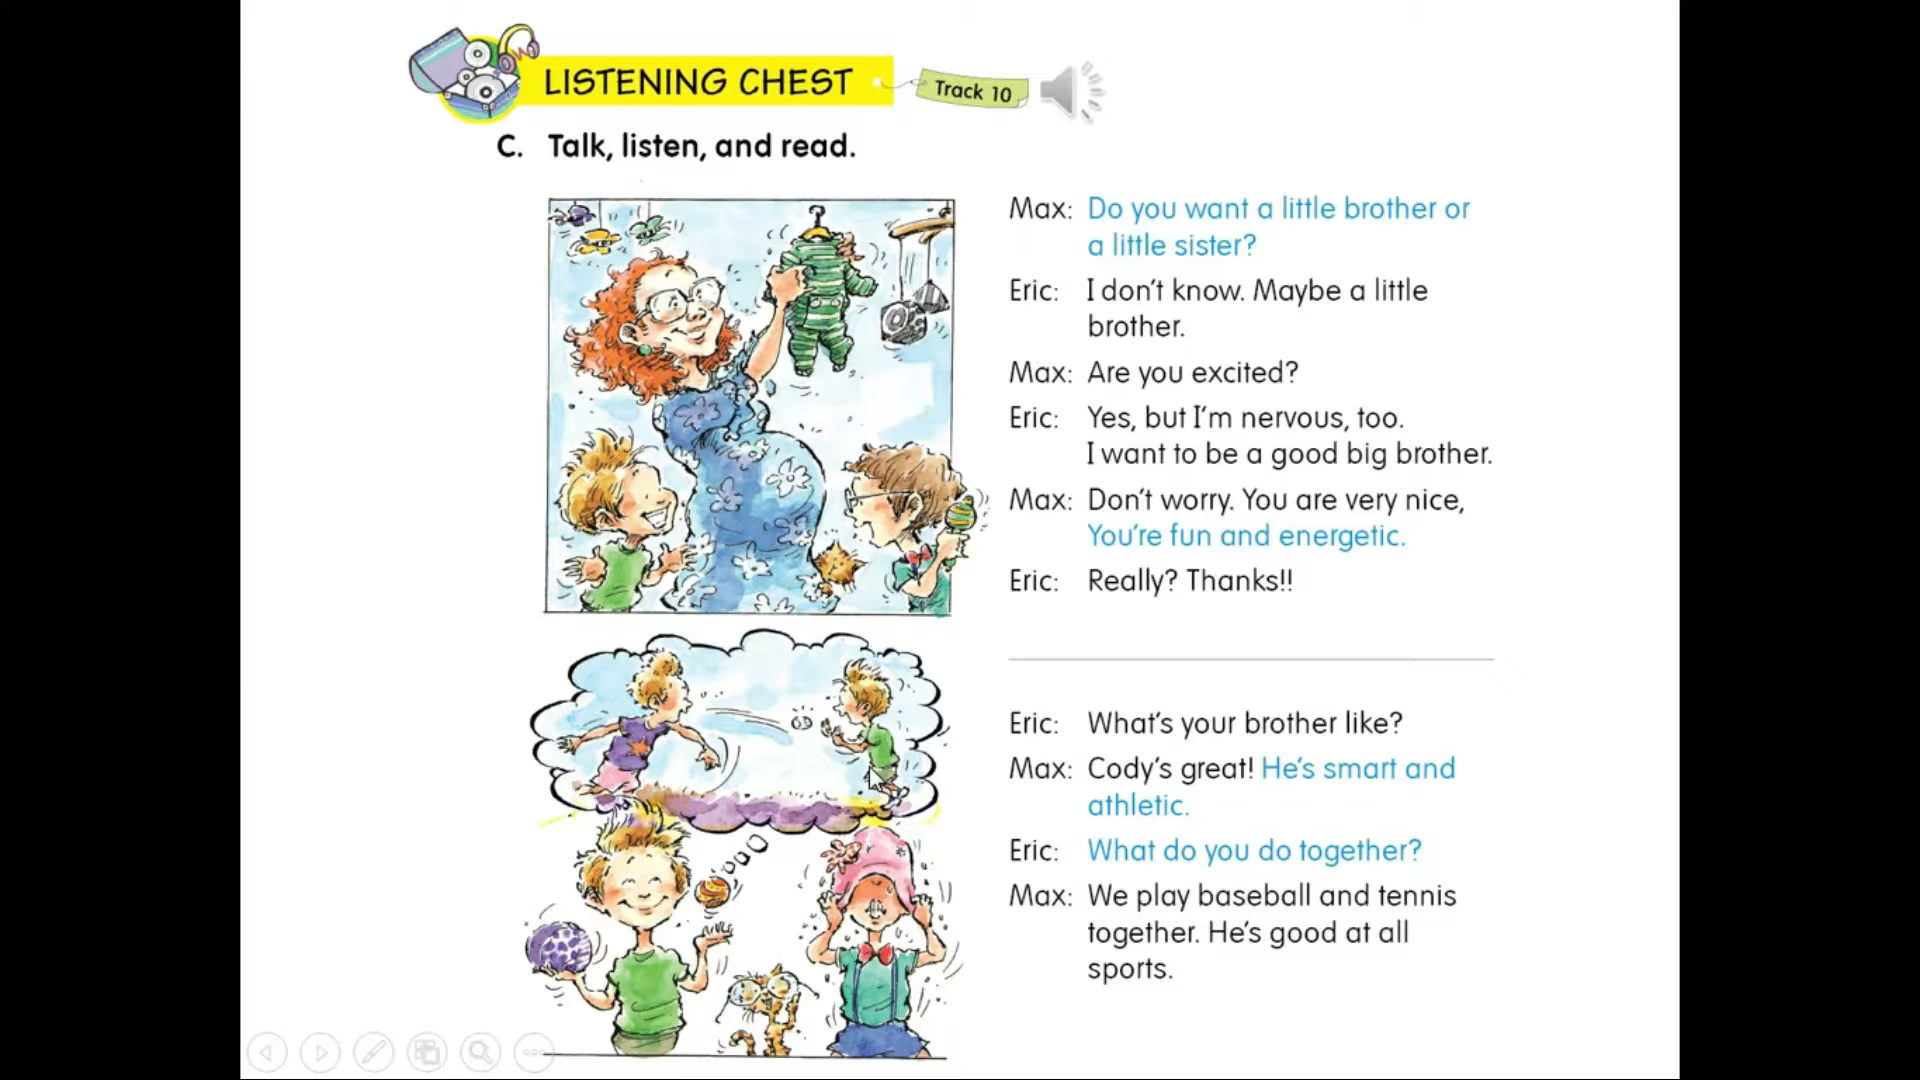 LISTENING CHEST
Track 10
C. Talk, listen, and read.
Max: Do you want a little brother or
a little sister?
Eric: I don't know. Maybe a little
brother.
Max: Are you excited?
Eric: Yes, but I'm nervous, too.
I want to be a good big brother.
Max: Don't worry. You are very nice,
You're fun and energetic.
Eric: Really? Thanks!!
Eric: What's your brother like?
Max: Cody's great! He's smart and
athletic.
Eric: What do you do together?
Max: We play baseball and tennis
together. He's good at all
sports.